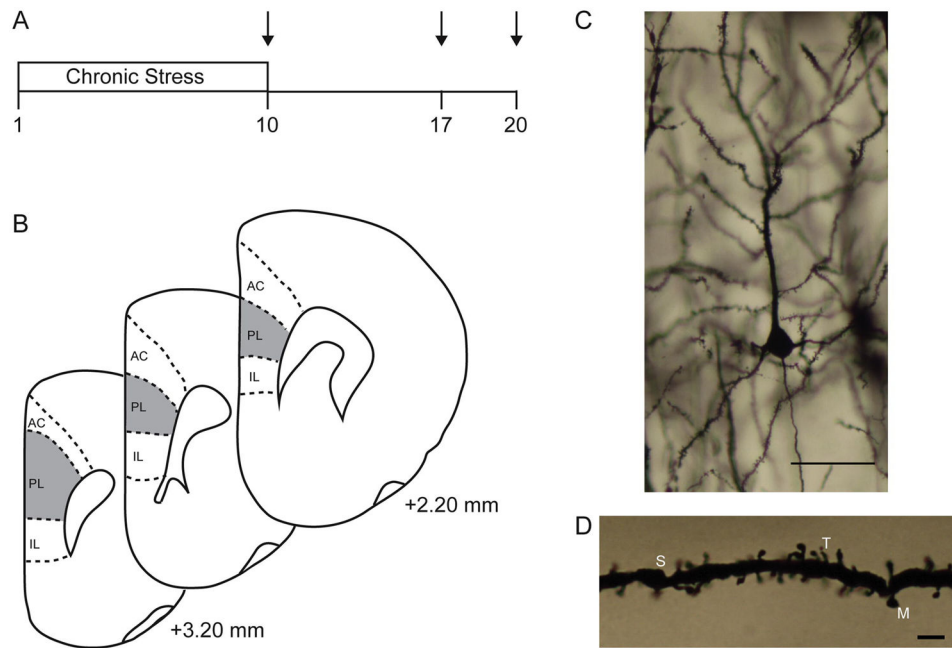 A
Chronic Stress
1 10 17 20
B
AC
PL
IL
+2.20 mm
AC
PL
IL
AC
PL
IL
+3.20 mm
C
D
S T
M